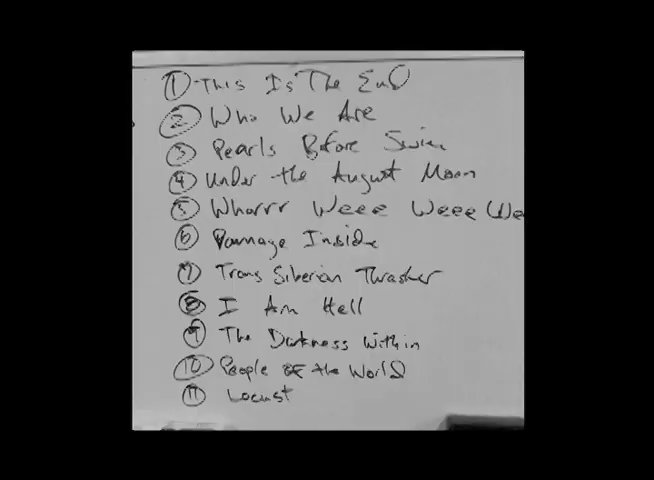 ① This Is The End
② Who We Are
③ Pearls Before Swine
④ Under the August Moon
⑤ Whorrr Weee Weee We
⑥ Damage Inside
⑦ Trans Siberian Thrasher
⑧ I Am Hell
⑨ The Darkness Within
⑩ People of the World
⑪ Locust